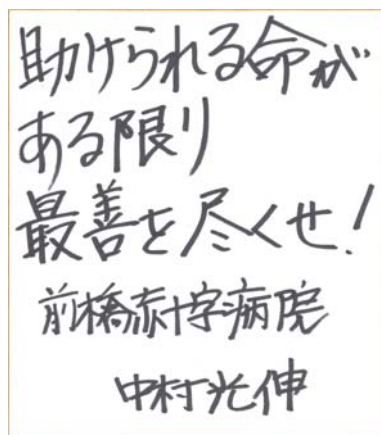 助けられる命が
ある限り
最善を尽くせ!
前橋赤十字病院
中村光伸